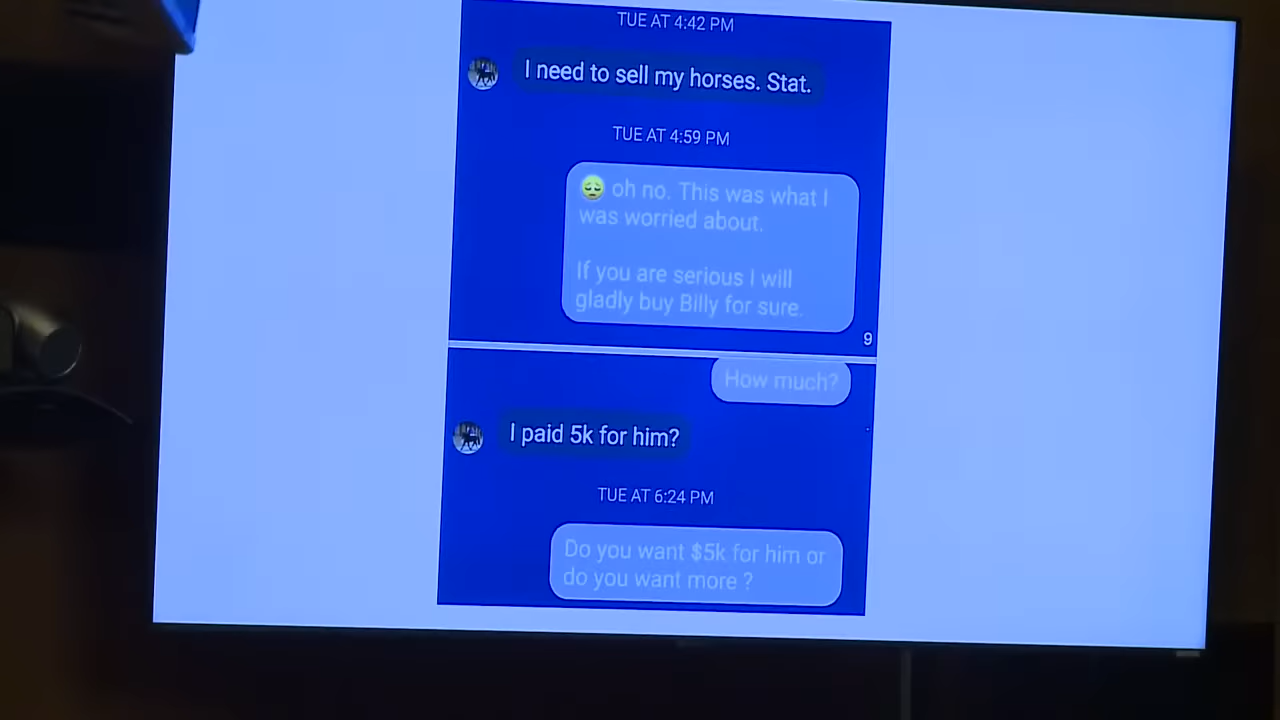 TUE AT 4:42 PM
I need to sell my horses. Stat.
TUE AT 4:59 PM
😔 oh no. This was what I
was worried about.
If you are serious I will
gladly buy Billy for sure.
9
How much?
I paid 5k for him?
TUE AT 6:24 PM
Do you want $5k for him or
do you want more ?